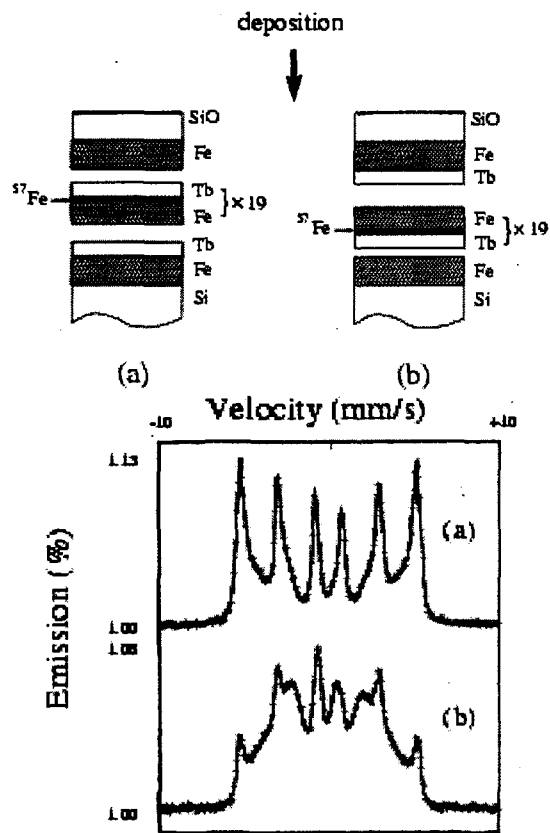 deposition
SiO
Fe
Tb
⁵⁷Fe
Fe
} × 19
Tb
Fe
Si
(a)
SiO
Fe
Tb
Fe
⁵⁷Fe
Tb
} × 19
Fe
(b)
-10 Velocity (mm/s) +10
1.13
(a)
1.00
1.08
Emission (%)
(b)
1.00